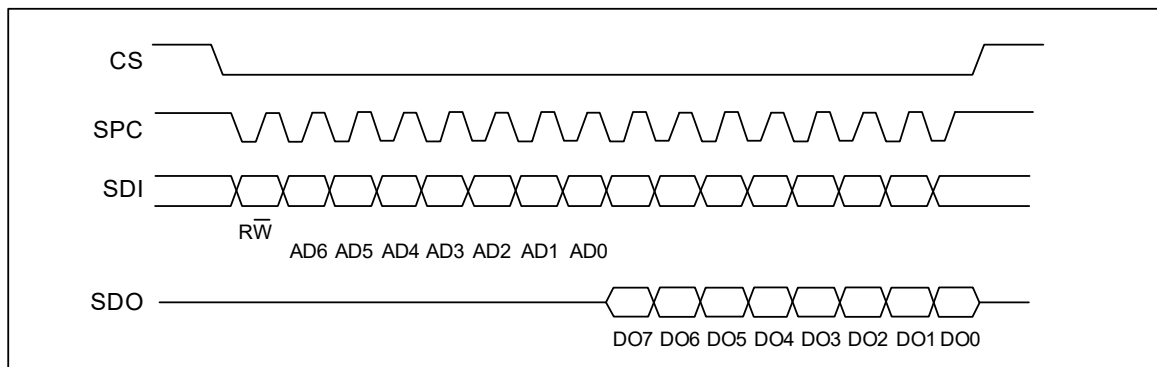 CS
SPC
SDI
RW̅
AD6 AD5 AD4 AD3 AD2 AD1 AD0
SDO
DO7 DO6 DO5 DO4 DO3 DO2 DO1 DO0